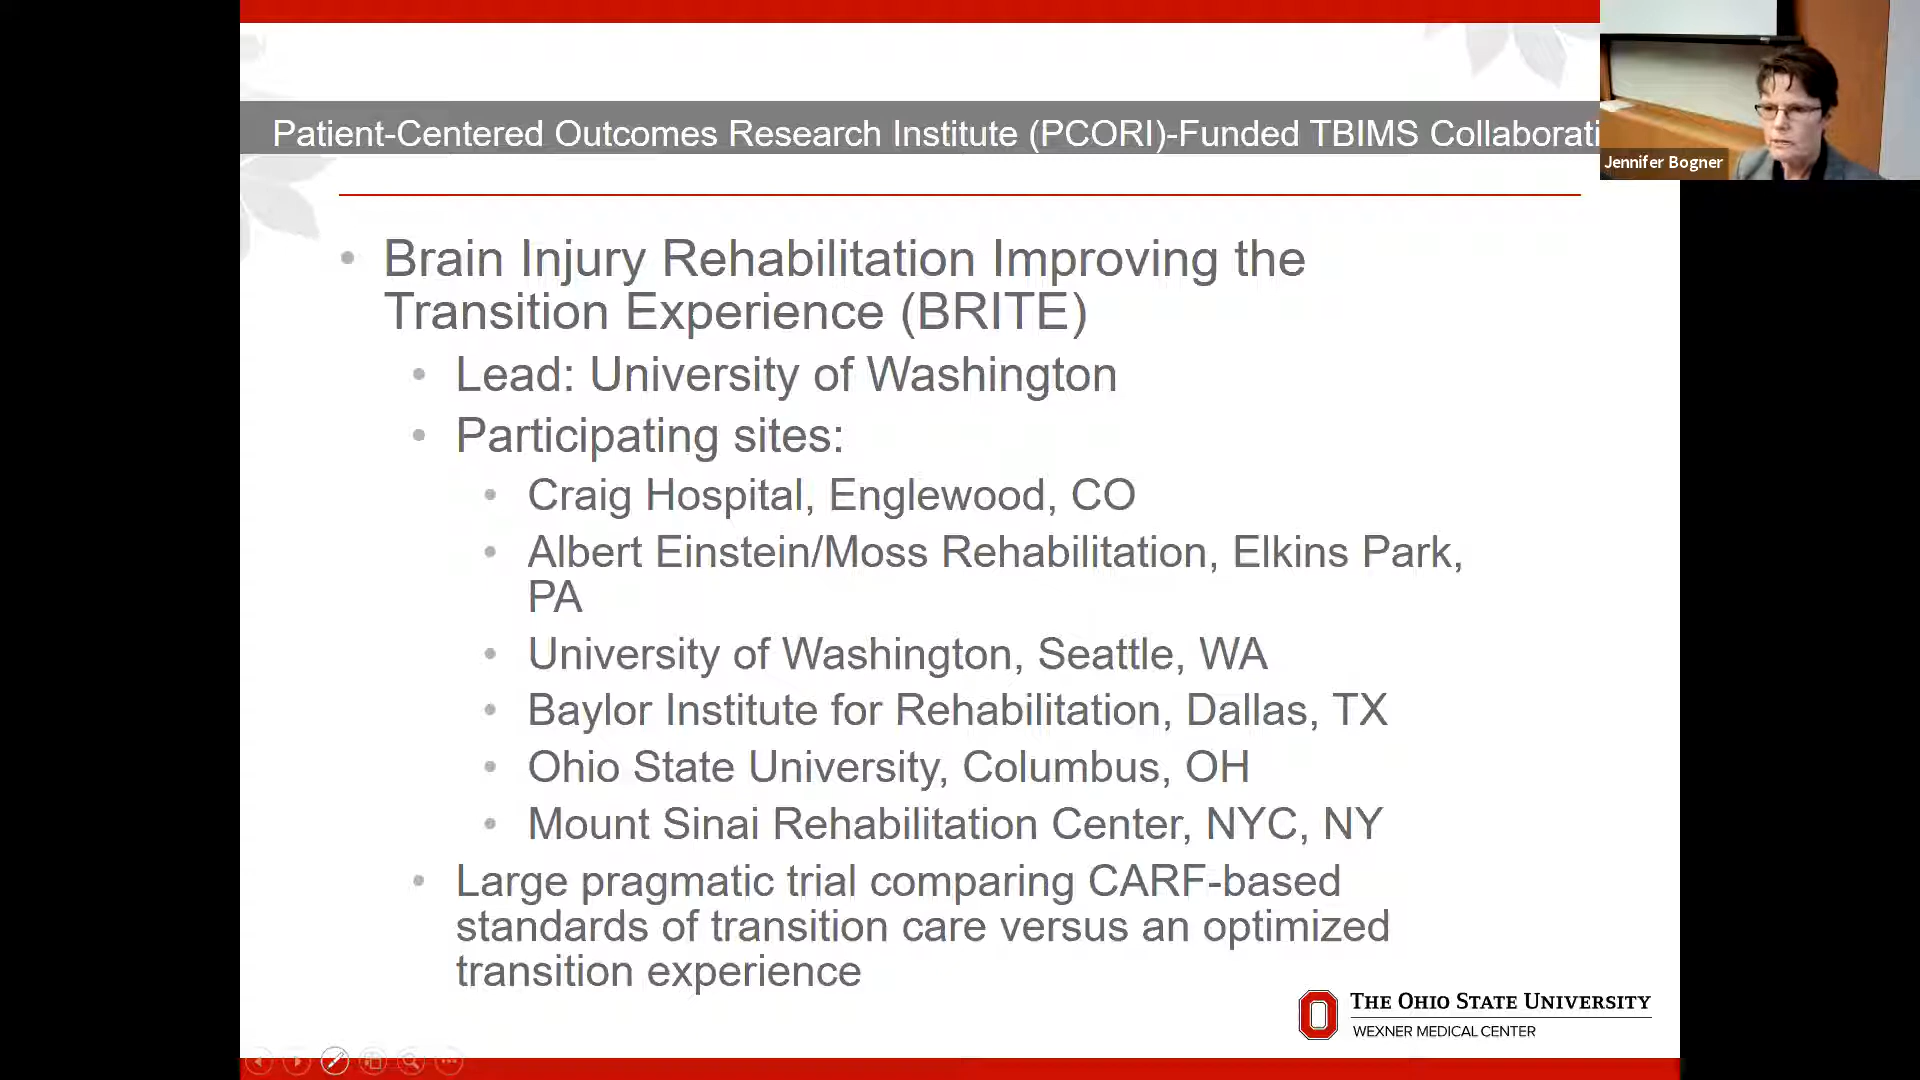 Patient-Centered Outcomes Research Institute (PCORI)-Funded TBIMS Collaborati
Jennifer Bogner
• Brain Injury Rehabilitation Improving the
Transition Experience (BRITE)
• Lead: University of Washington
• Participating sites:
• Craig Hospital, Englewood, CO
• Albert Einstein/Moss Rehabilitation, Elkins Park,
PA
• University of Washington, Seattle, WA
• Baylor Institute for Rehabilitation, Dallas, TX
• Ohio State University, Columbus, OH
• Mount Sinai Rehabilitation Center, NYC, NY
• Large pragmatic trial comparing CARF-based
standards of transition care versus an optimized
transition experience
THE OHIO STATE UNIVERSITY
WEXNER MEDICAL CENTER